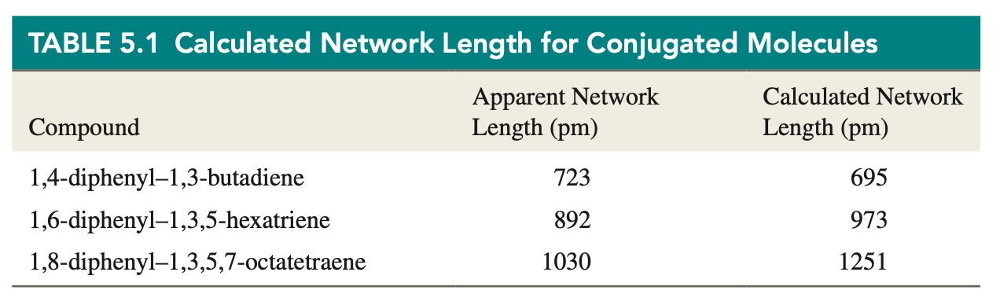 TABLE 5.1 Calculated Network Length for Conjugated Molecules
Compound Apparent Network Length (pm) Calculated Network Length (pm)
1,4-diphenyl–1,3-butadiene 723 695
1,6-diphenyl–1,3,5-hexatriene 892 973
1,8-diphenyl–1,3,5,7-octatetraene 1030 1251